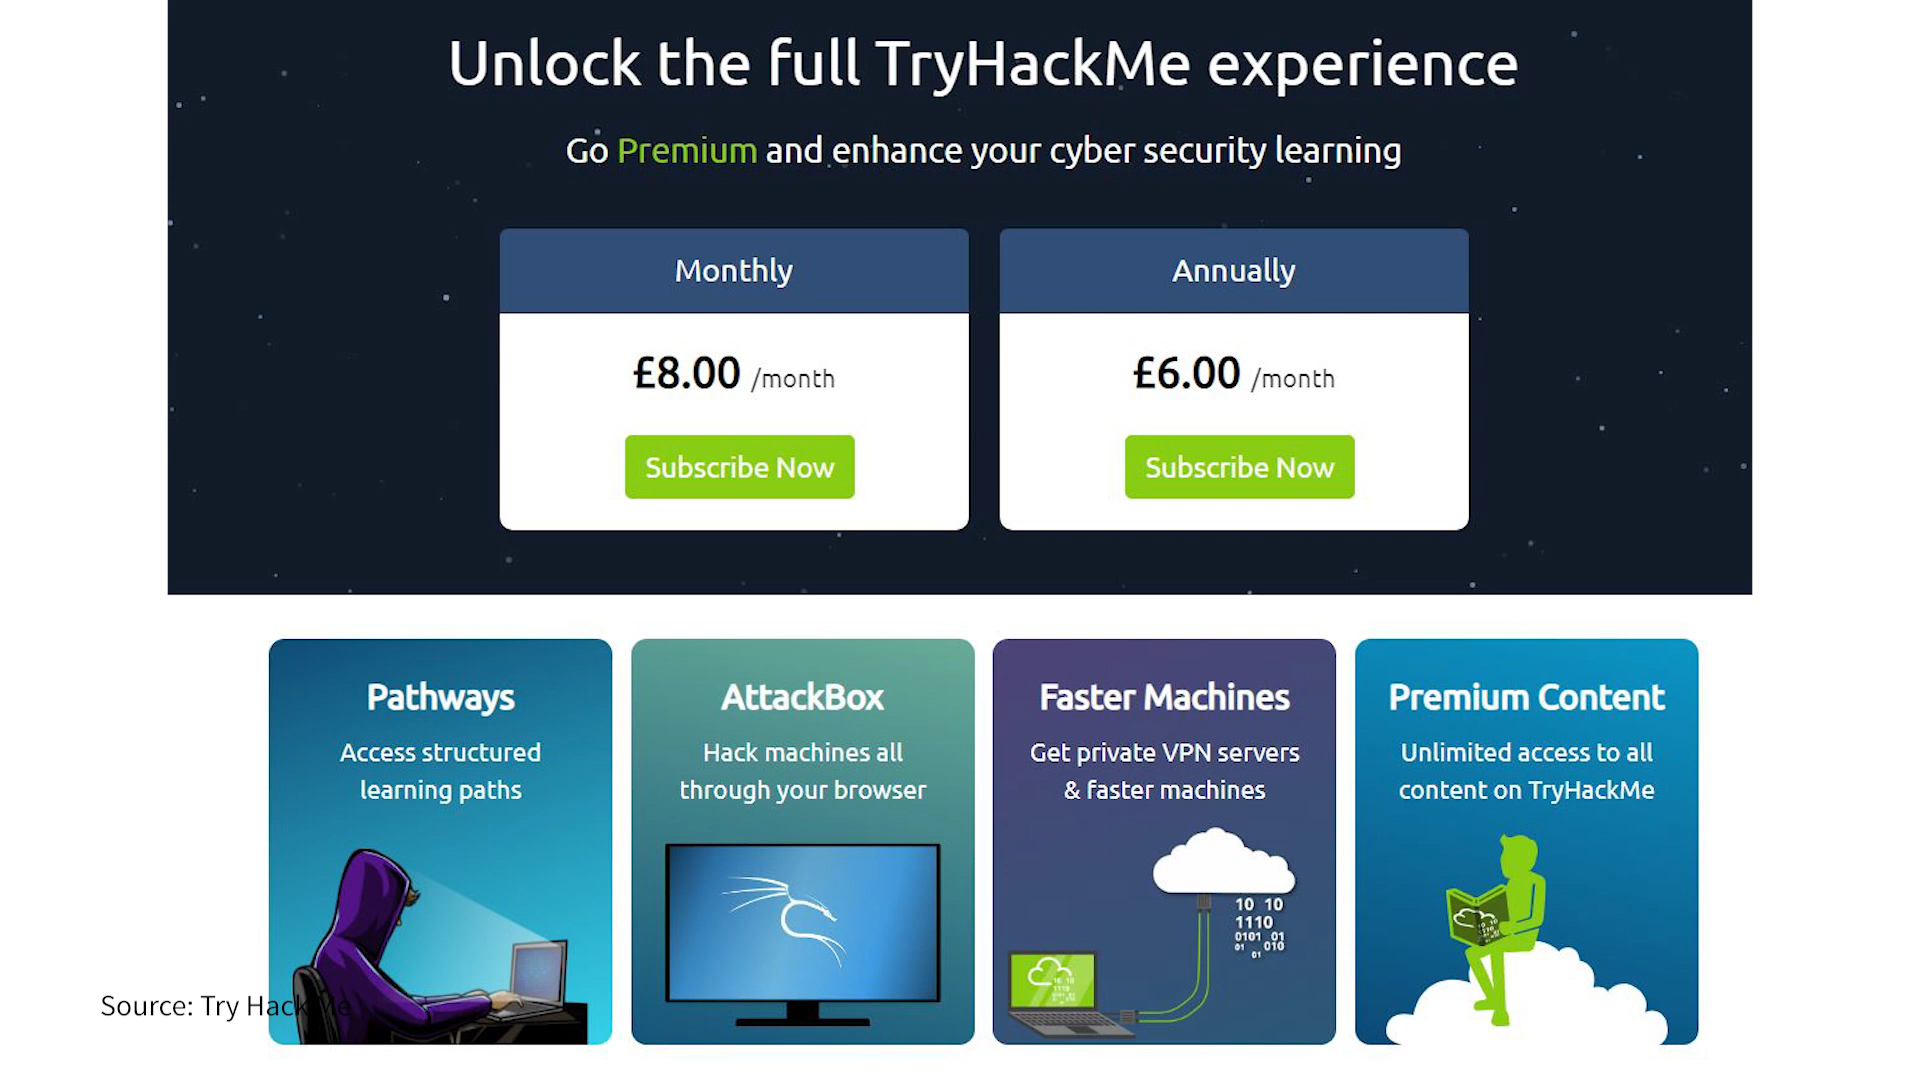 Unlock the full TryHackMe experience
Go Premium and enhance your cyber security learning
Monthly
£8.00 /month
Subscribe Now
Annually
£6.00 /month
Subscribe Now
Pathways
Access structured
learning paths
AttackBox
Hack machines all
through your browser
Faster Machines
Get private VPN servers
& faster machines
10 10
1110
0101 01
01 010
01
Premium Content
Unlimited access to all
content on TryHackMe
Source: Try Hack Me